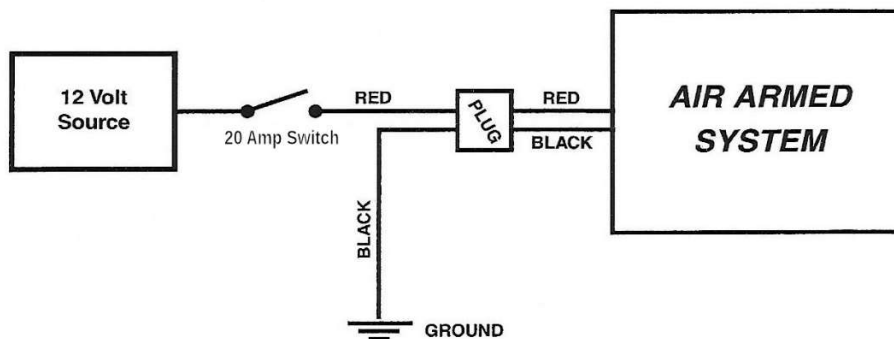 12 Volt
Source
20 Amp Switch
RED
PLUG
RED
BLACK
AIR ARMED
SYSTEM
BLACK
GROUND